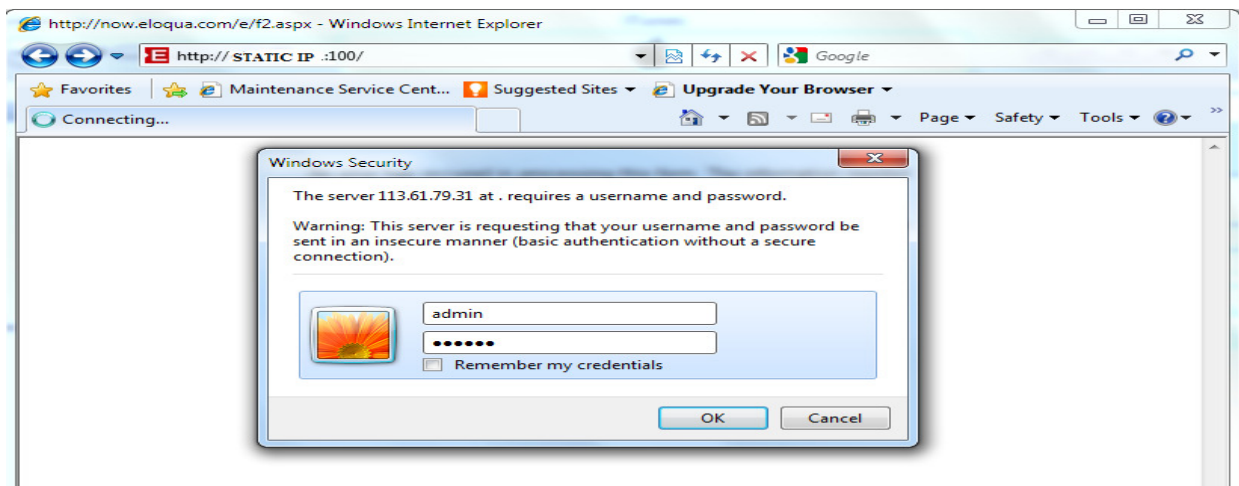 http://now.eloqua.com/e/f2.aspx - Windows Internet Explorer
http:// STATIC IP .:100/
Google
Favorites Maintenance Service Cent... Suggested Sites Upgrade Your Browser
Connecting...
Page Safety Tools
Windows Security
The server 113.61.79.31 at . requires a username and password.
Warning: This server is requesting that your username and password be
sent in an insecure manner (basic authentication without a secure
connection).
admin
••••••
Remember my credentials
OK Cancel